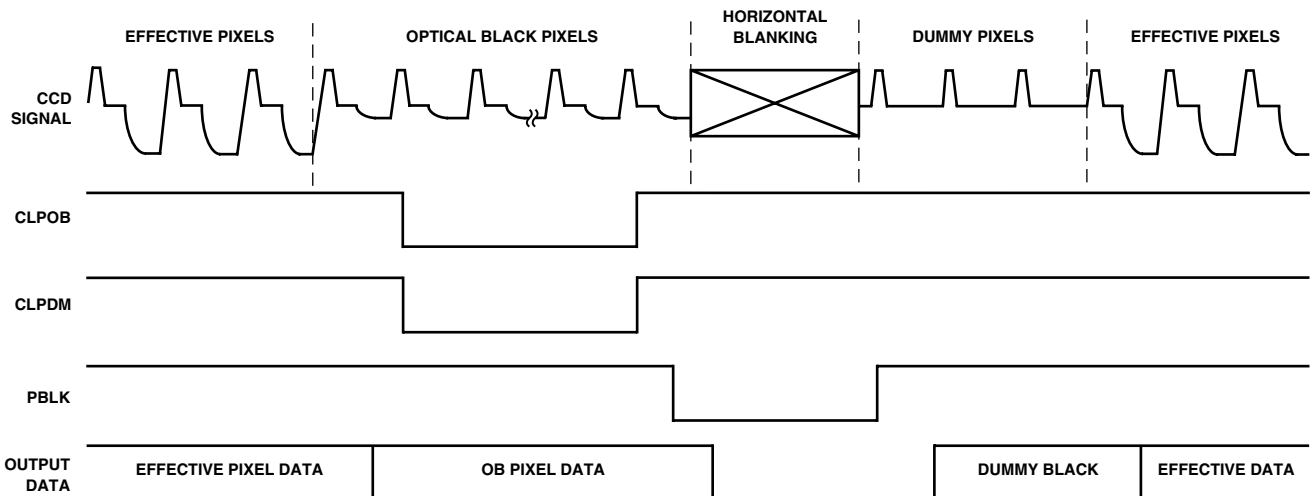 EFFECTIVE PIXELS
OPTICAL BLACK PIXELS
HORIZONTAL
BLANKING
DUMMY PIXELS
EFFECTIVE PIXELS
CCD
SIGNAL
CLPOB
CLPDM
PBLK
OUTPUT
DATA
EFFECTIVE PIXEL DATA
OB PIXEL DATA
DUMMY BLACK
EFFECTIVE DATA